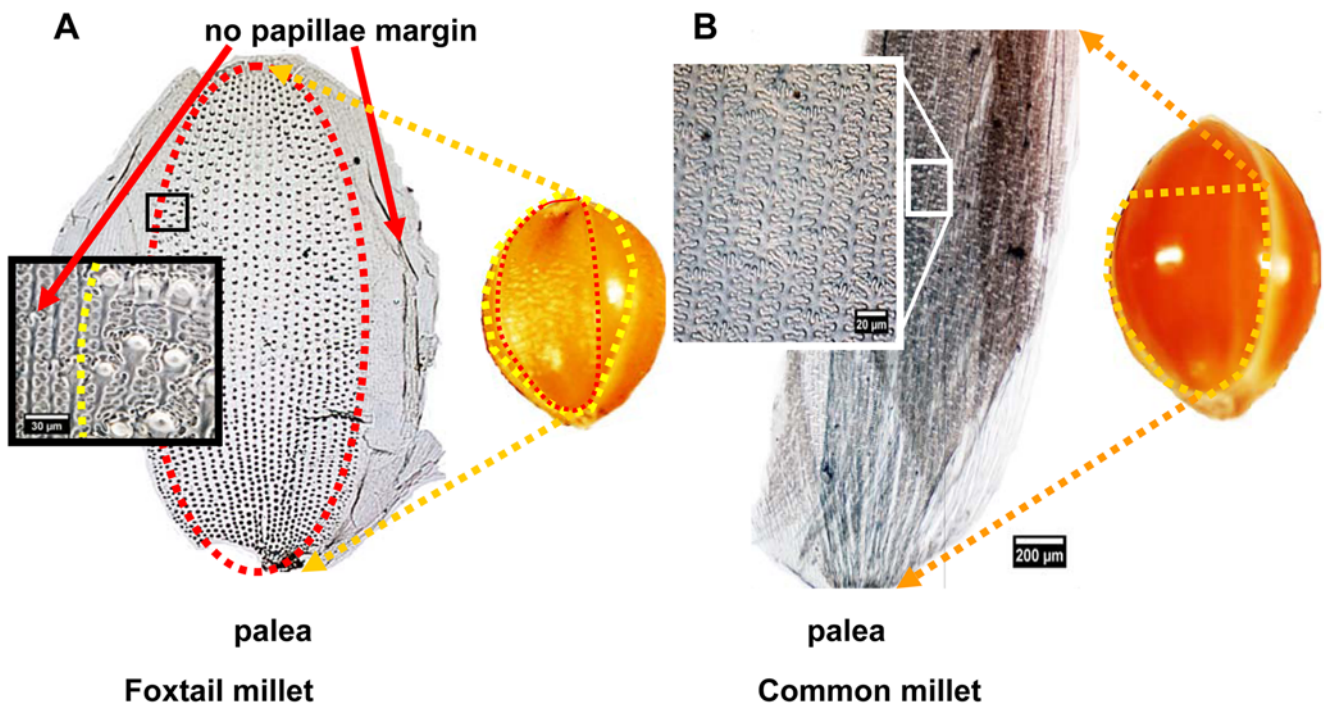 A
no papillae margin
B
30 µm
20 µm
200 µm
palea
palea
Foxtail millet
Common millet